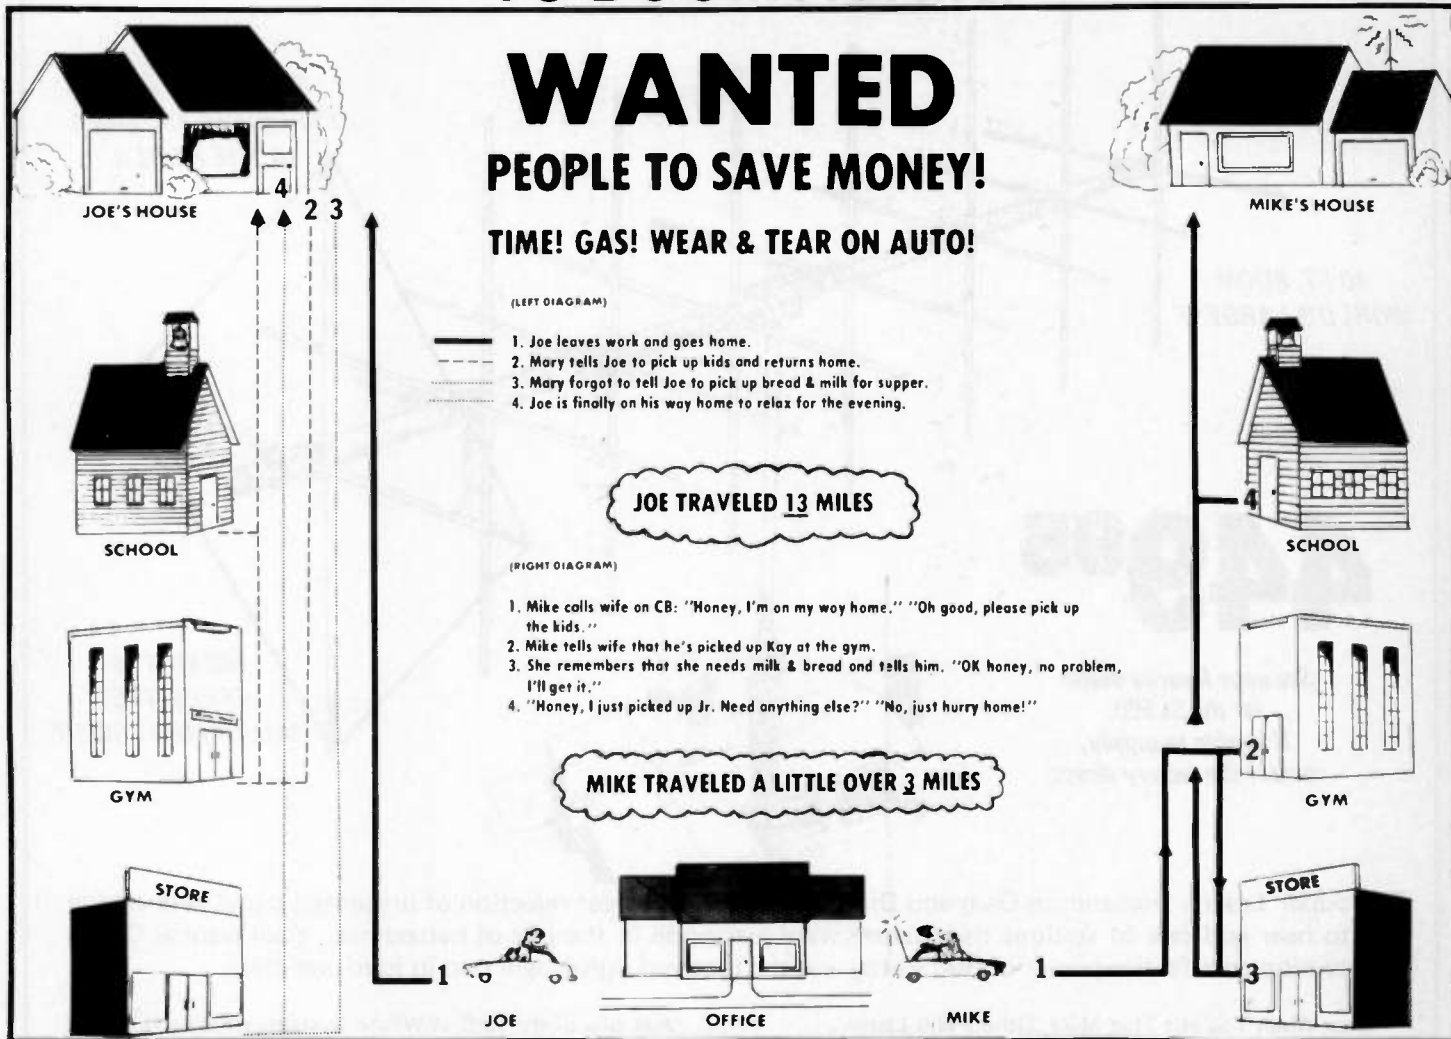 WANTED
PEOPLE TO SAVE MONEY!
TIME! GAS! WEAR & TEAR ON AUTO!
4
2 3
JOE'S HOUSE
MIKE'S HOUSE
(LEFT DIAGRAM)
1. Joe leaves work and goes home.
2. Mary tells Joe to pick up kids and returns home.
3. Mary forgot to tell Joe to pick up bread & milk for supper.
4. Joe is finally on his way home to relax for the evening.
JOE TRAVELED 13 MILES
4
SCHOOL
SCHOOL
(RIGHT DIAGRAM)
1. Mike calls wife on CB: "Honey, I'm on my way home." "Oh good, please pick up
the kids."
2. Mike tells wife that he's picked up Kay at the gym.
3. She remembers that she needs milk & bread and tells him. "OK honey, no problem,
I'll get it."
4. "Honey, I just picked up Jr. Need anything else?" "No, just hurry home!"
MIKE TRAVELED A LITTLE OVER 3 MILES
2
GYM
GYM
STORE
STORE
1
1
3
JOE
OFFICE
MIKE